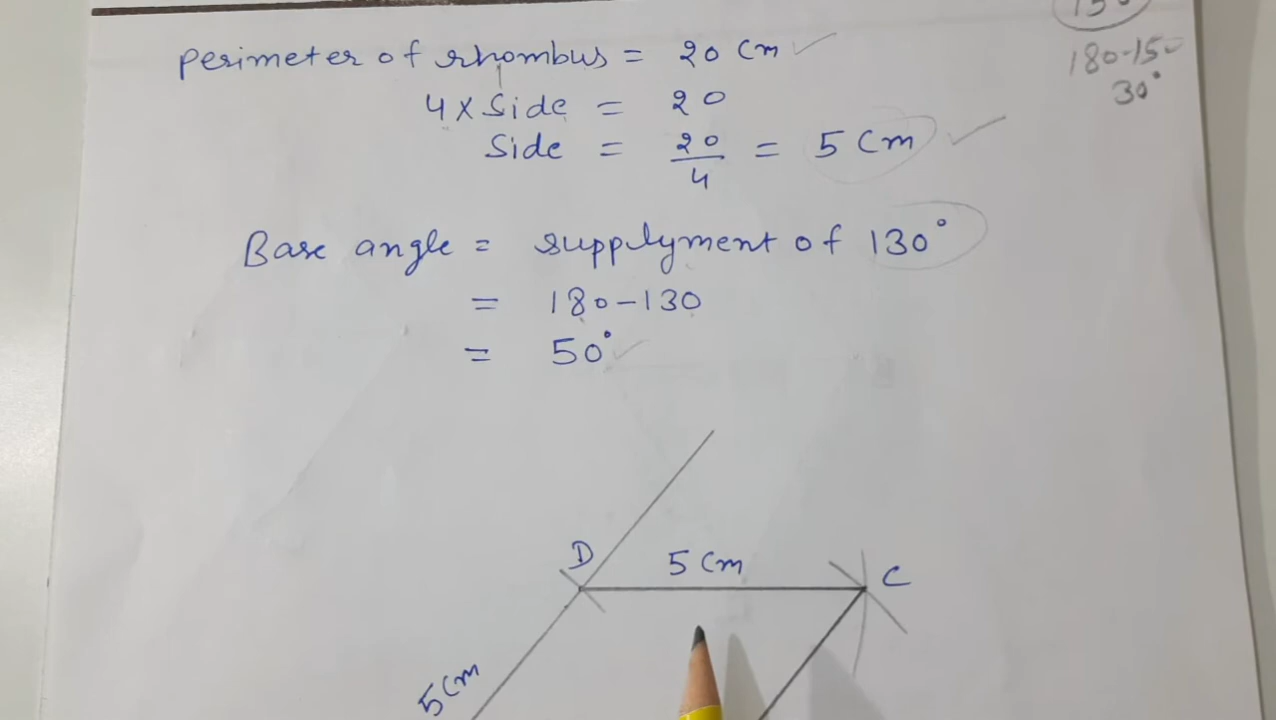 perimeter of rhombus = 20 cm
180-150
30°
4 x side = 20
Side = 20/4 = 5 cm
Base angle = supplyment of 130°
= 180-130
= 50°
D
5 cm
C
5 cm